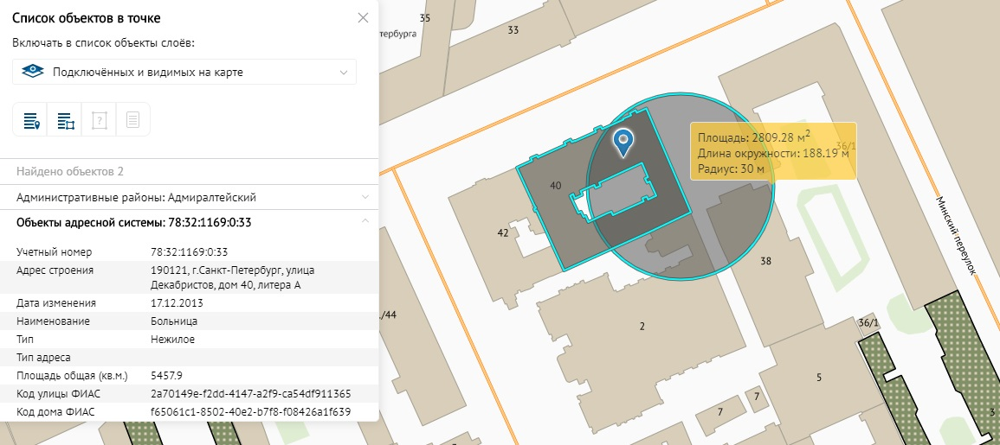 Список объектов в точке
Включать в список объекты слоёв:
Подключённых и видимых на карте
?
Найдено объектов 2
Административные районы: Адмиралтейский
Объекты адресной системы: 78:32:1169:0:33
Учетный номер 78:32:1169:0:33
Адрес строения 190121, г.Санкт-Петербург, улица
Декабристов, дом 40, литера А
Дата изменения 17.12.2013
Наименование Больница
Тип Нежилое
Тип адреса
Площадь общая (кв.м.) 5457.9
Код улицы ФИАС 2a70149e-f2dd-4147-a2f9-ca54df911365
Код дома ФИАС f65061c1-8502-40e2-b7f8-f08426a1f639
35
тербурга
33
Площадь: 2809.28 м2
Длина окружности: 188.19 м
Радиус: 30 м
36/1
40
42
38
Минский переулок
/44
2
36/1
5
7
7
3